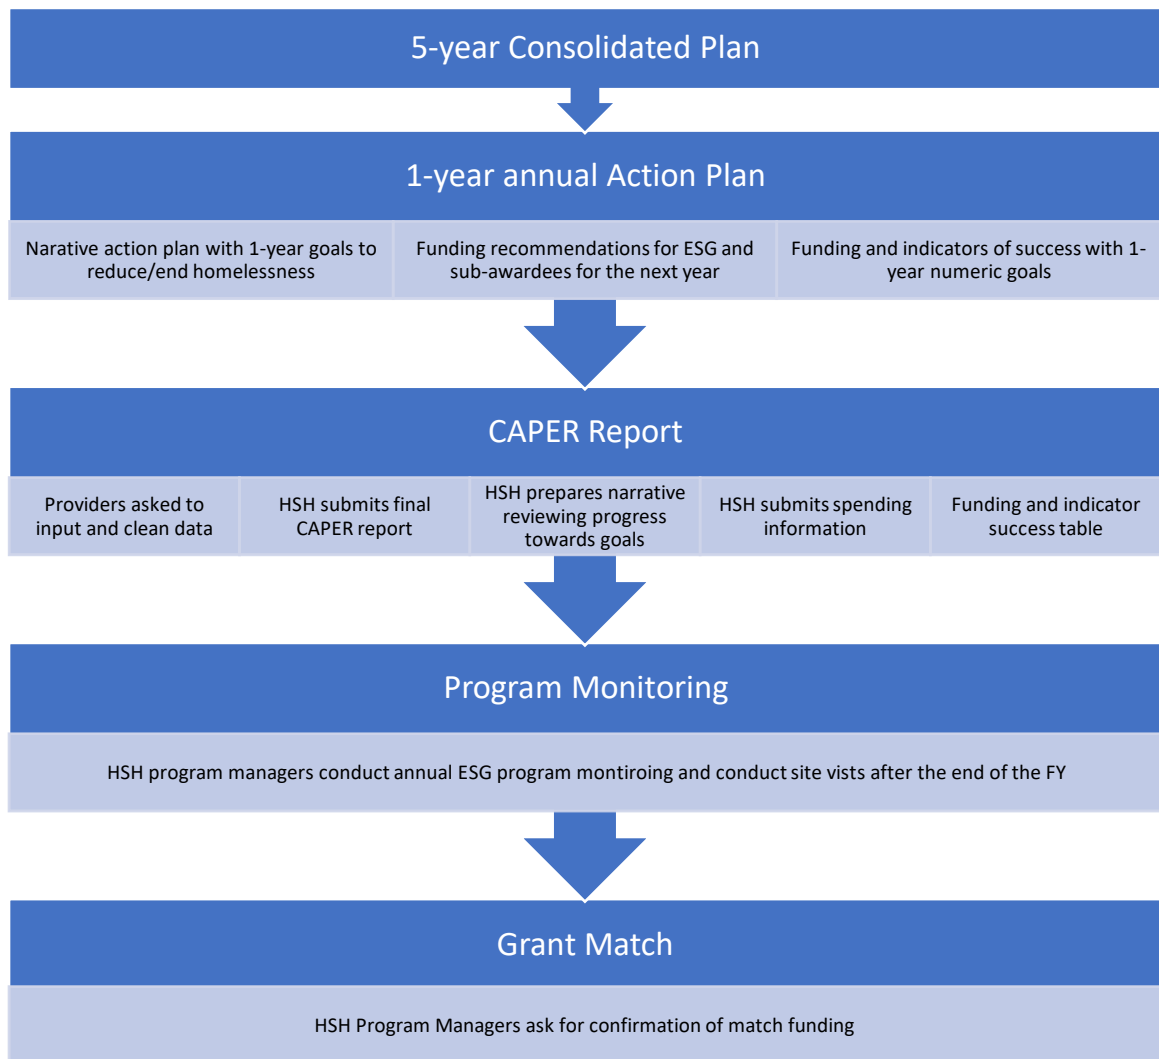 5-year Consolidated Plan
1-year annual Action Plan
Narative action plan with 1-year goals to
reduce/end homelessness
Funding recommendations for ESG and
sub-awardees for the next year
Funding and indicators of success with 1-
year numeric goals
CAPER Report
Providers asked to
input and clean data
HSH submits final
CAPER report
HSH prepares narrative
reviewing progress
towards goals
HSH submits spending
information
Funding and indicator
success table
Program Monitoring
HSH program managers conduct annual ESG program montiroing and conduct site vists after the end of the FY
Grant Match
HSH Program Managers ask for confirmation of match funding